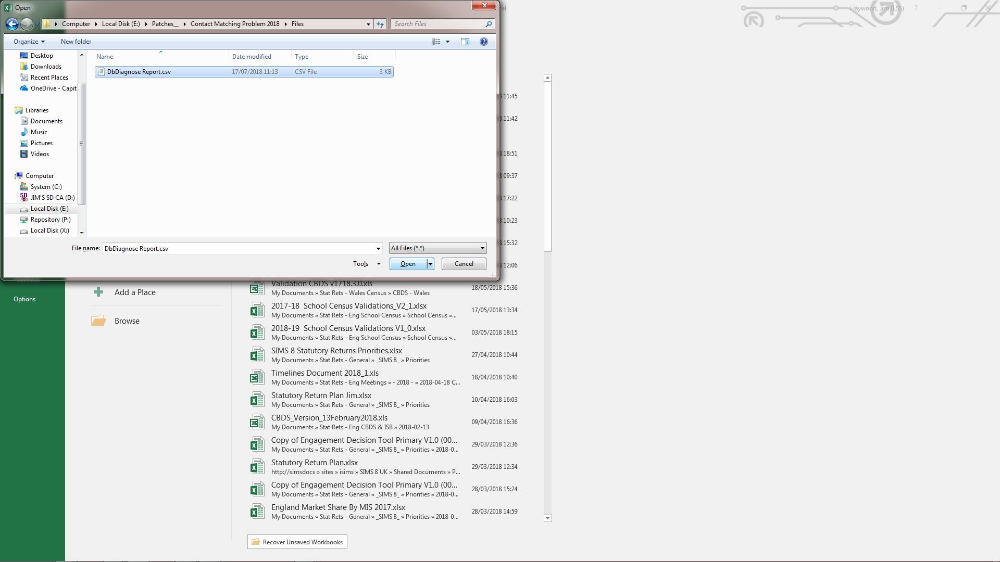 Open
Computer
Local Disk (E:)
Patches__
Contact Matching Problem 2018
Files
Search Files
Organize
New folder
Name
Date modified
Type
Size
DbDiagnose Report.csv
17/07/2018 11:13
CSV File
3 KB
Desktop
Downloads
Recent Places
OneDrive - Capit
Libraries
Documents
Music
Pictures
Videos
Computer
System (C:)
JIM'S SD CA (D:)
Local Disk (E:)
Repository (P:)
Local Disk (X:)
File name:
DbDiagnose Report.csv
All Files (*.*)
Tools
Open
Cancel
Haywood, Jim (ESS)
?
11:45
11:42
18:51
09:37
17:22
10:23
15:32
12:06
Options
Add a Place
Browse
Validation CBDS v1718.3.0.xls
My Documents » Stat Rets - Wales Census » CBDS - Wales
18/05/2018 15:36
2017-18  School Census Validations_V2_1.xlsx
My Documents » Stat Rets - Eng School Census » School Census »...
17/05/2018 13:34
2018-19  School Census Validations V1_0.xlsx
My Documents » Stat Rets - Eng School Census » School Census »...
03/05/2018 18:15
SIMS 8 Statutory Returns Priorities.xlsx
My Documents » Stat Rets - General » _SIMS 8_ » Priorities
27/04/2018 10:44
Timelines Document 2018_1.xls
My Documents » Stat Rets - Eng Meetings » - 2018 - » 2018-04-18 C...
18/04/2018 10:40
Statutory Return Plan Jim.xlsx
My Documents » Stat Rets - General » _SIMS 8_ » Priorities
10/04/2018 16:03
CBDS_Version_13February2018.xls
My Documents » Stat Rets - Eng CBDS & ISB » 2018-02-13
09/04/2018 16:36
Copy of Engagement Decision Tool Primary V1.0 (00...
My Documents » Stat Rets - General » _SIMS 8_ » Priorities » 2018-0...
29/03/2018 12:36
Statutory Return Plan.xlsx
http://simsdocs » sites » isims » SIMS 8 UK » Shared Documents » P...
29/03/2018 12:34
Copy of Engagement Decision Tool Primary V1.0 (00...
My Documents » Stat Rets - General » _SIMS 8_ » Priorities » 2018-0...
28/03/2018 15:24
England Market Share By MIS 2017.xlsx
My Documents » Stat Rets - General » _SIMS 8_ » Priorities » 2018-0...
28/03/2018 14:59
Recover Unsaved Workbooks